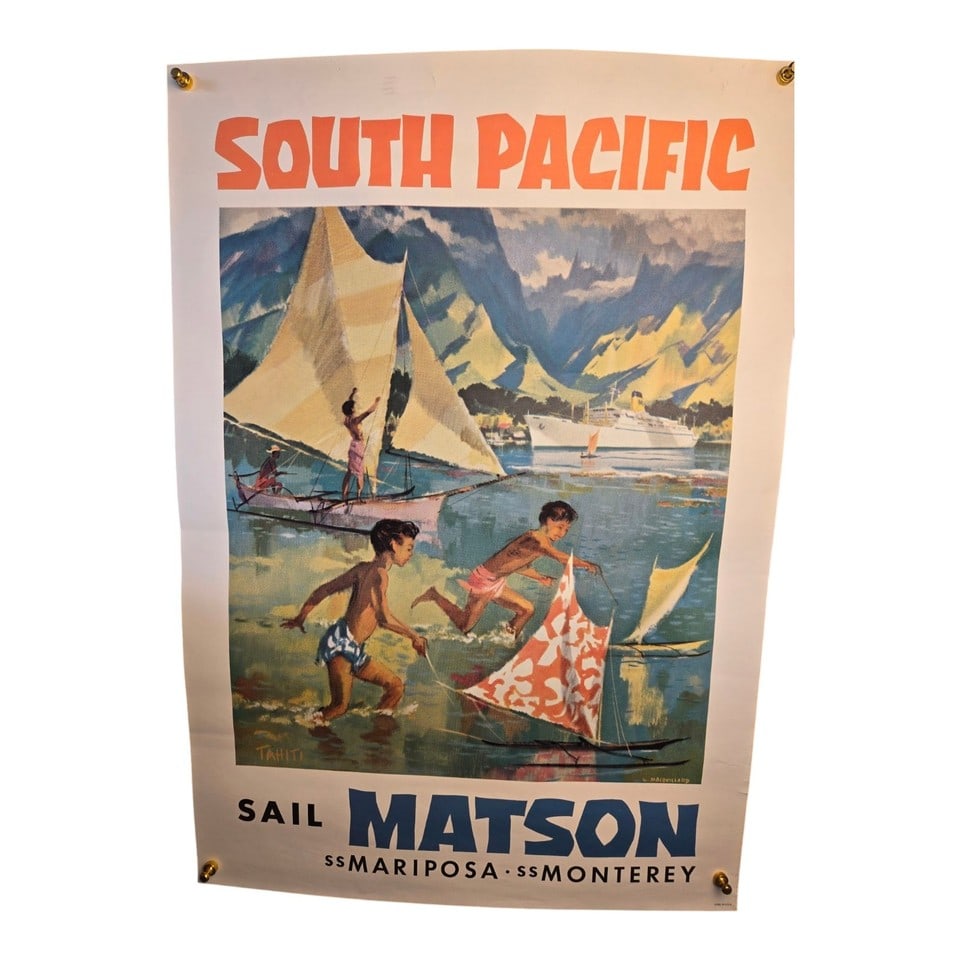 SOUTH PACIFIC
TAHITI
SAIL MATSON
SSMARIPOSA · SSMONTEREY